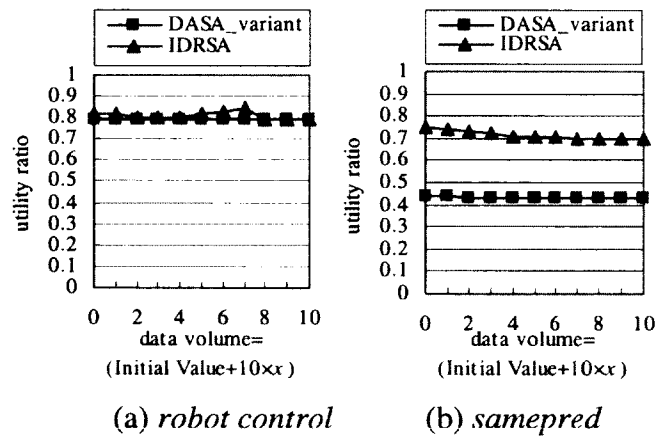 DASA_variant
IDRSA
1
0.9
0.8
0.7
0.6
0.5
0.4
0.3
0.2
0.1
0
utility ratio
0 2 4 6 8 10
data volume=
(Initial Value+10×x)
(a) robot control
DASA_variant
IDRSA
1
0.9
0.8
0.7
0.6
0.5
0.4
0.3
0.2
0.1
0
utility ratio
0 2 4 6 8 10
data volume=
(Initial Value+10×x)
(b) samepred